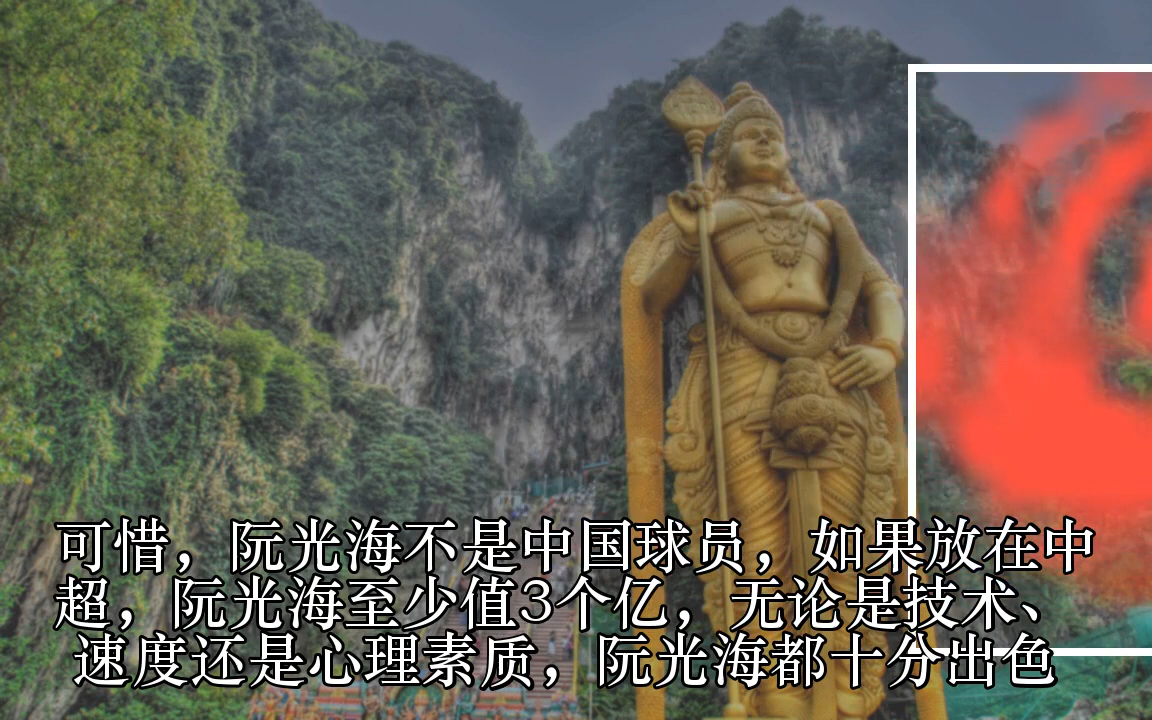 可惜，阮光海不是中国球员，如果放在中
超，阮光海至少值3个亿，无论是技术、
速度还是心理素质，阮光海都十分出色